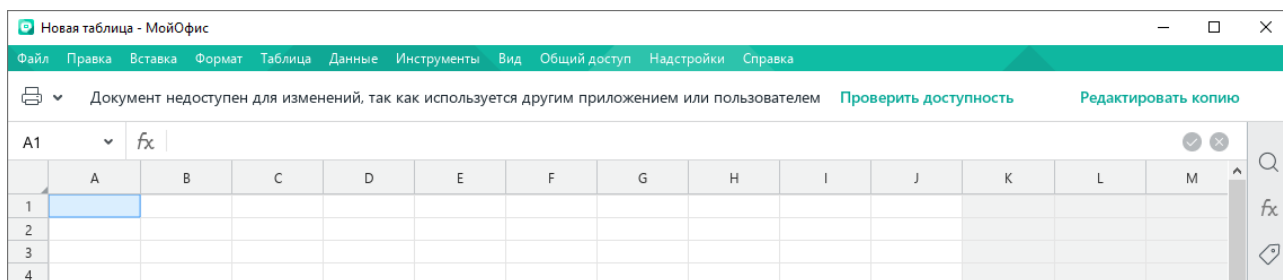 Новая таблица - МойОфис
Файл Правка Вставка Формат Таблица Данные Инструменты Вид Общий доступ Надстройки Справка
Документ недоступен для изменений, так как используется другим приложением или пользователем Проверить доступность Редактировать копию
A1 fx
A B C D E F G H I J K L M
1 fx
2
3
4